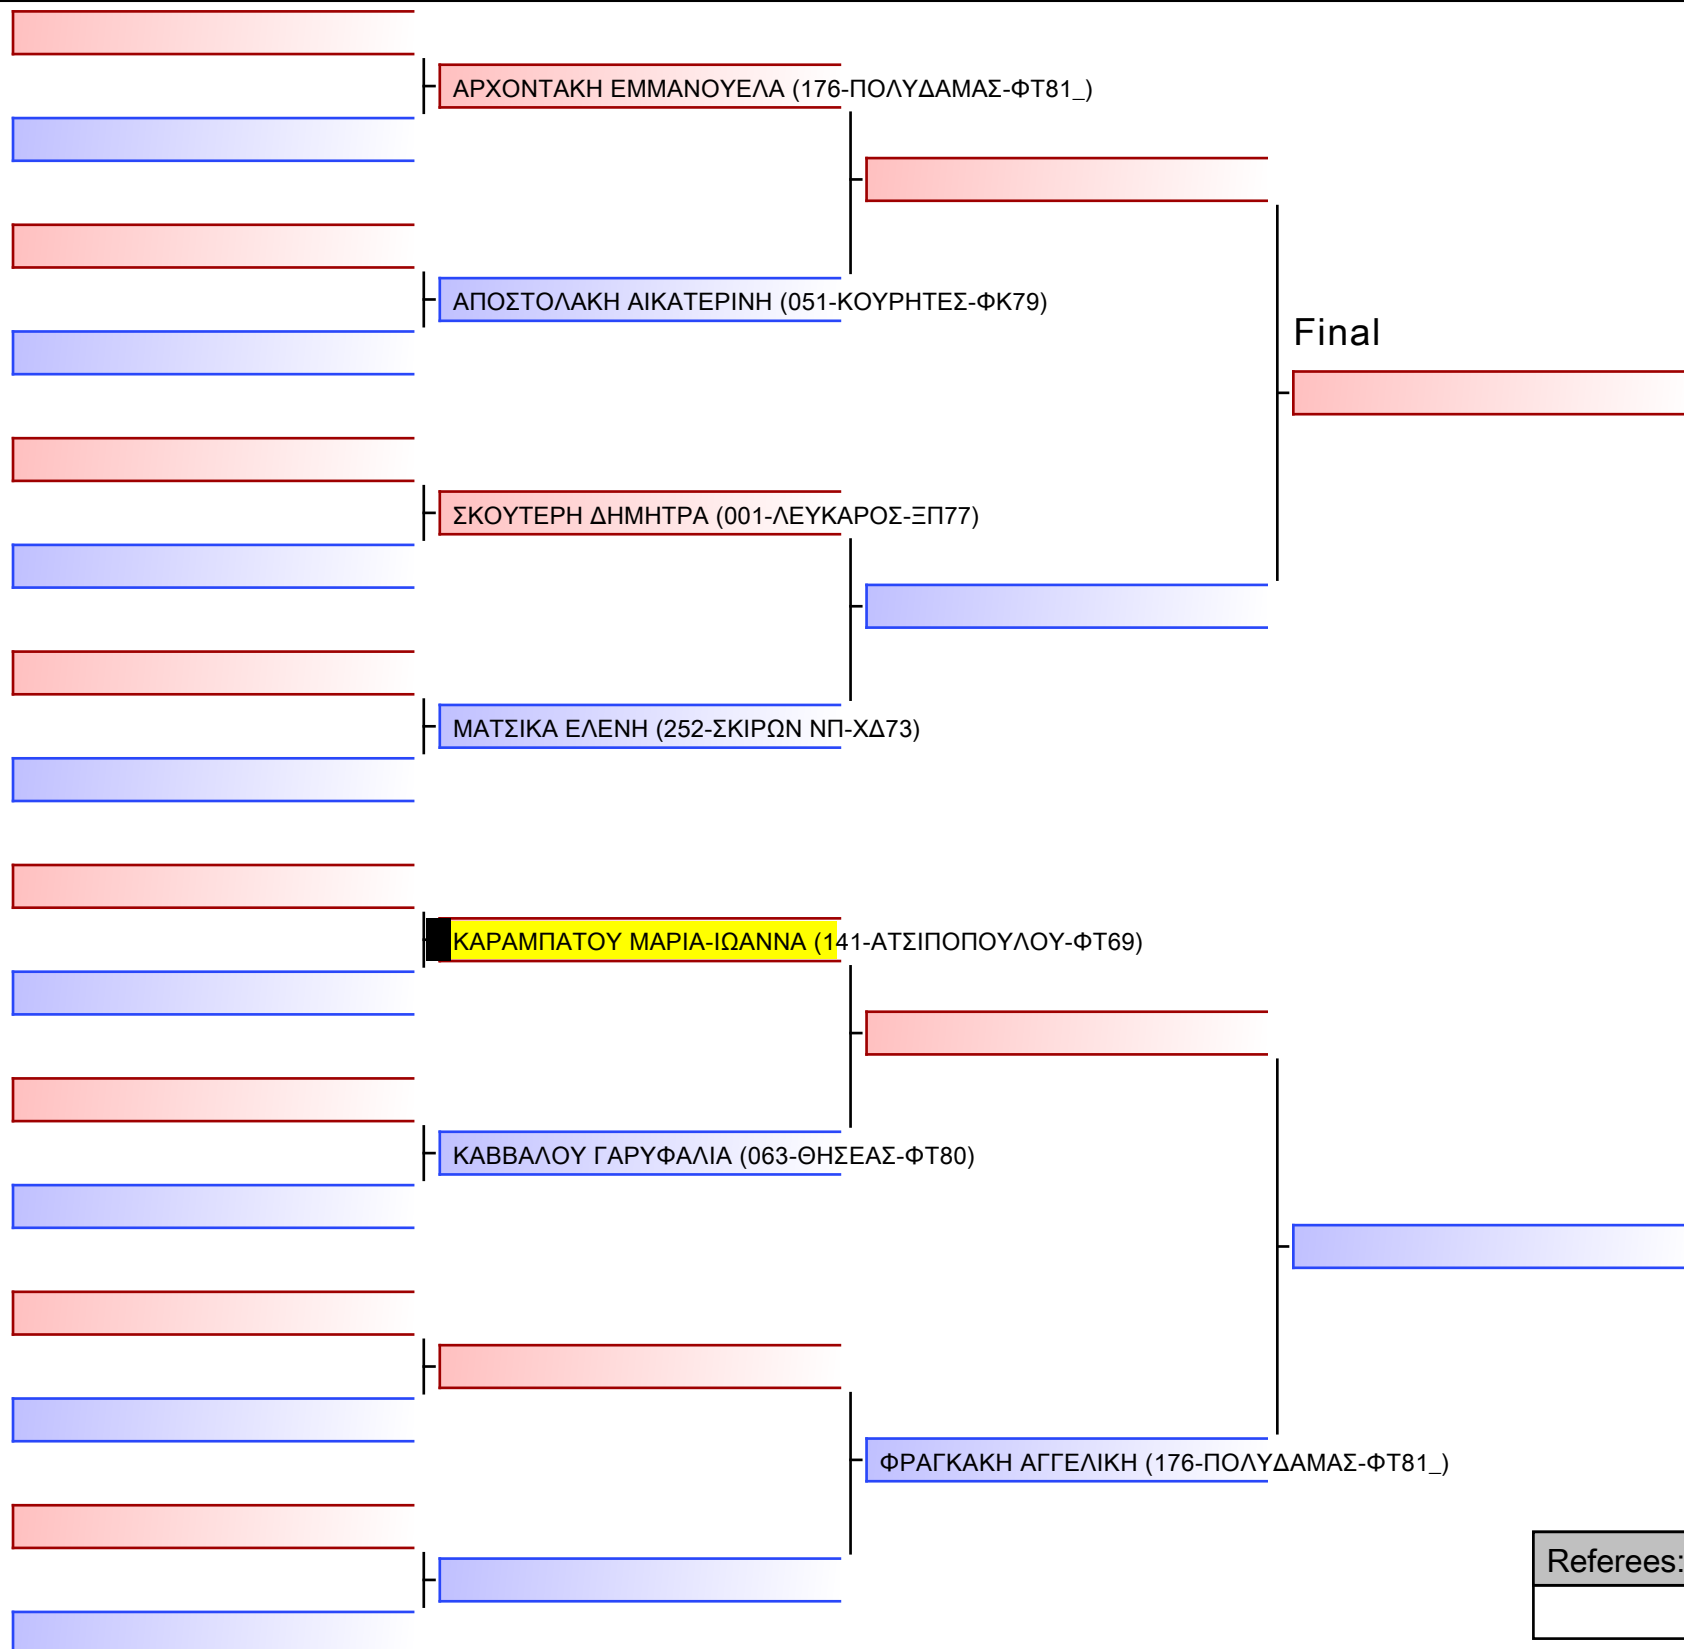 ΑΡΧΟΝΤΑΚΗ ΕΜΜΑΝΟΥΕΛΑ (176-ΠΟΛΥΔΑΜΑΣ-ΦΤ81_)
ΑΠΟΣΤΟΛΑΚΗ ΑΙΚΑΤΕΡΙΝΗ (051-ΚΟΥΡΗΤΕΣ-ΦΚ79)
Final
ΣΚΟΥΤΕΡΗ ΔΗΜΗΤΡΑ (001-ΛΕΥΚΑΡΟΣ-ΞΠ77)
ΜΑΤΣΙΚΑ ΕΛΕΝΗ (252-ΣΚΙΡΩΝ ΝΠ-ΧΔ73)
ΚΑΡΑΜΠΑΤΟΥ ΜΑΡΙΑ-ΙΩΑΝΝΑ (141-ΑΤΣΙΠΟΠΟΥΛΟΥ-ΦΤ69)
ΚΑΒΒΑΛΟΥ ΓΑΡΥΦΑΛΙΑ (063-ΘΗΣΕΑΣ-ΦΤ80)
ΦΡΑΓΚΑΚΗ ΑΓΓΕΛΙΚΗ (176-ΠΟΛΥΔΑΜΑΣ-ΦΤ81_)
Referees: